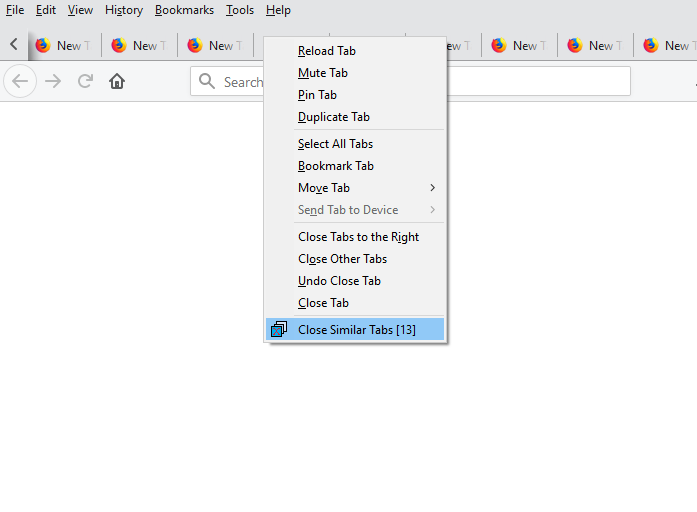 File Edit View History Bookmarks Tools Help
New New New New New New
Search
Reload Tab
Mute Tab
Pin Tab
Duplicate Tab
Select All Tabs
Bookmark Tab
Move Tab
Send Tab to Device
Close Tabs to the Right
Close Other Tabs
Undo Close Tab
Close Tab
Close Similar Tabs [13]